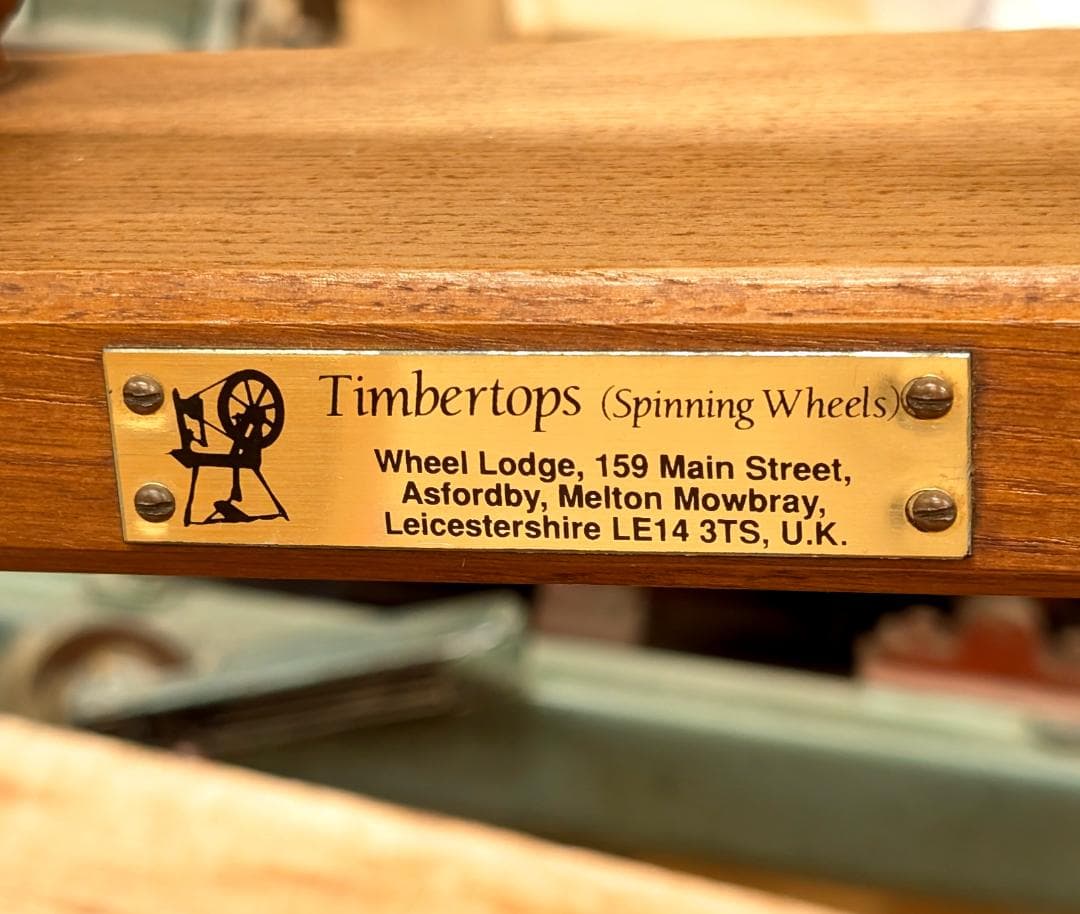 Timbertops (Spinning Wheels)
Wheel Lodge, 159 Main Street,
Asfordby, Melton Mowbray,
Leicestershire LE14 3TS, U.K.